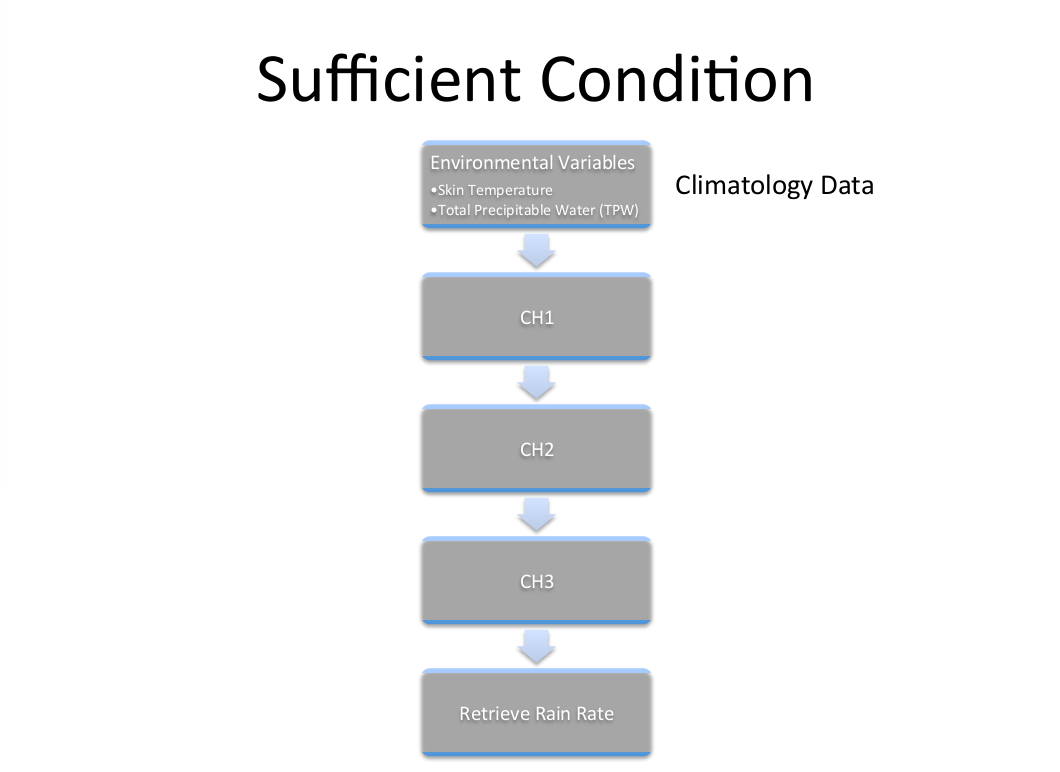 Sufficient Condition
Environmental Variables
•Skin Temperature
•Total Precipitable Water (TPW)
Climatology Data
CH1
CH2
CH3
Retrieve Rain Rate